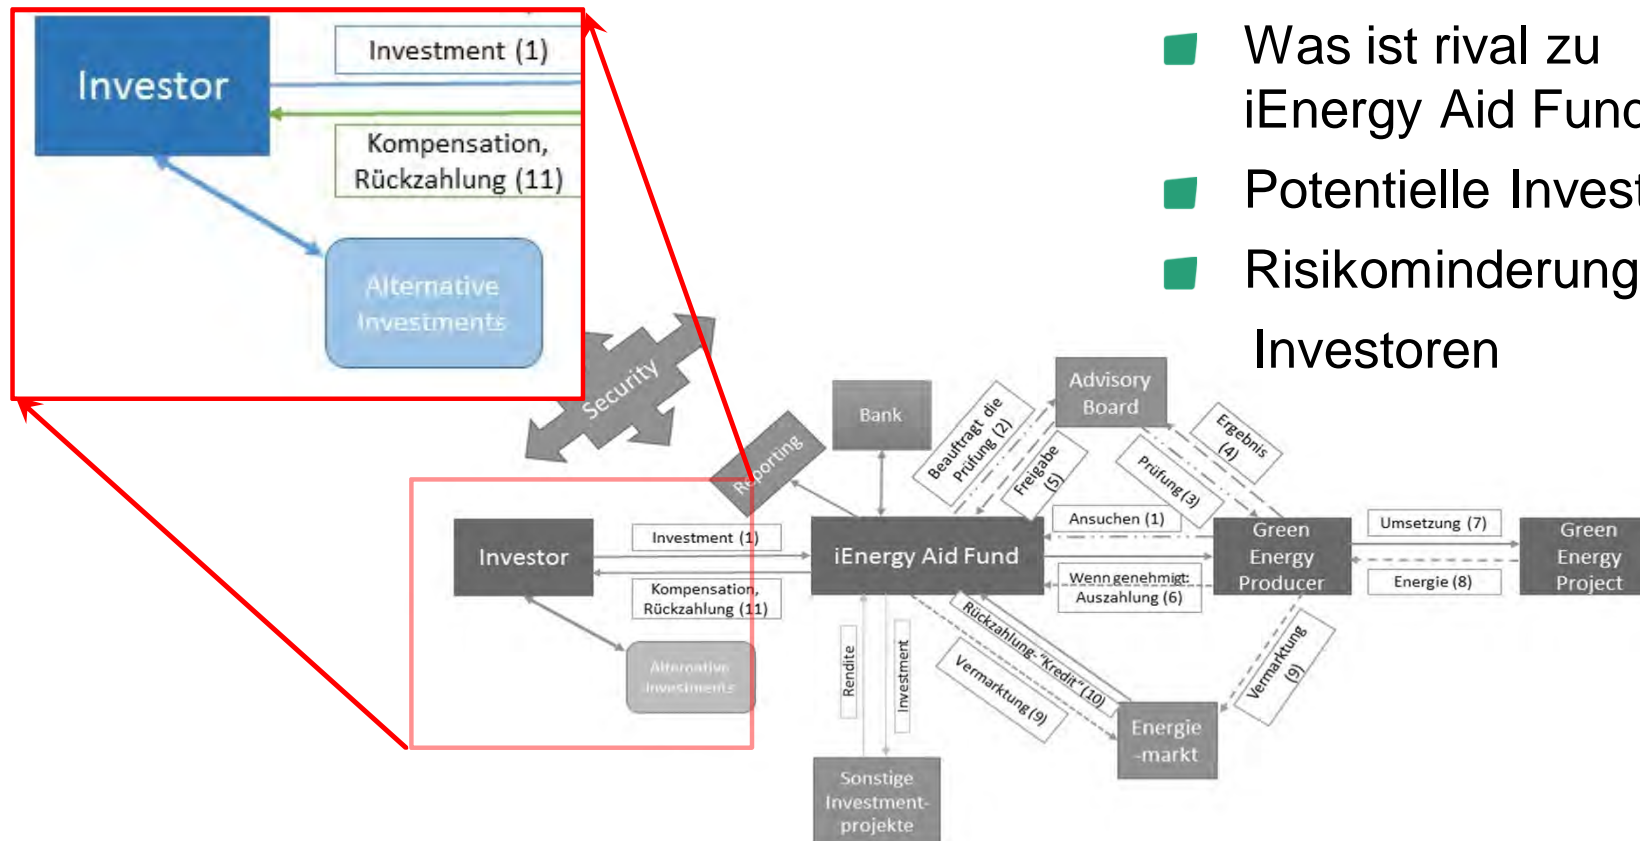 Investment (1)
Investor
Kompensation,
Rückzahlung (11)
Alternative
Investments
Was ist rival zu
iEnergy Aid Fund
Potentielle Invest
Risikominderung
Investoren
Security
Reporting
Bank
Beauftragt die
Prüfung (2)
Freigabe
(5)
Advisory
Board
Ergebnis
(4)
Prüfung (3)
Investor
Investment (1)
Kompensation,
Rückzahlung (11)
Alternative
Investments
iEnergy Aid Fund
Ansuchen (1)
Wenn genehmigt:
Auszahlung (6)
Green
Energy
Producer
Umsetzung (7)
Energie (8)
Green
Energy
Project
Rendite
Investment
Rückzahlung-"Kredit" (10)
Vermarktung (9)
Vermarktung
(9)
Energie
-markt
Sonstige
Investment-
projekte